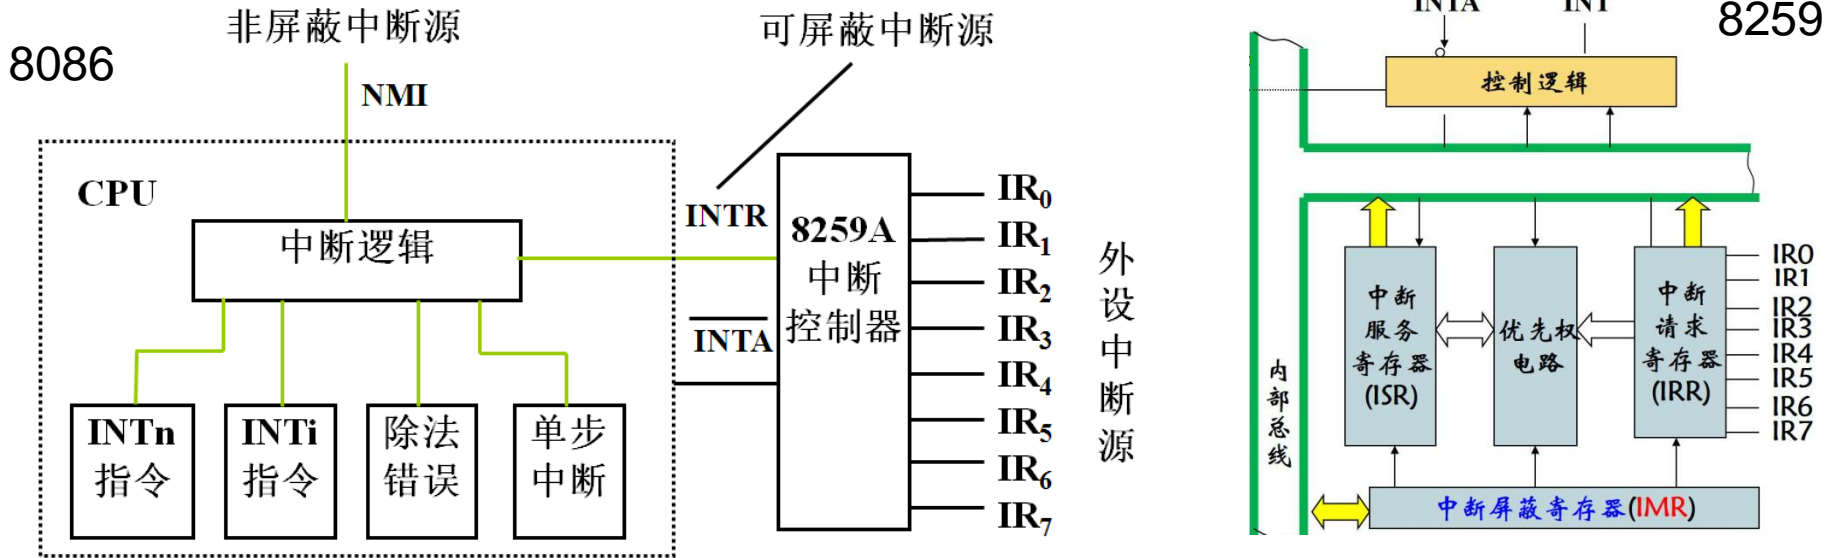 8086
非屏蔽中断源
NMI
可屏蔽中断源
CPU
中断逻辑
INTR
INTA
8259A
中断
控制器
IR0
IR1
IR2
IR3
IR4
IR5
IR6
IR7
外设中断源
INTn
指令
INTi
指令
除法
错误
单步
中断
8259
INTA
INT
控制逻辑
内部总线
中断
服务
寄存器
(ISR)
优先权
电路
中断
请求
寄存器
(IRR)
IR0
IR1
IR2
IR3
IR4
IR5
IR6
IR7
中断屏蔽寄存器(IMR)